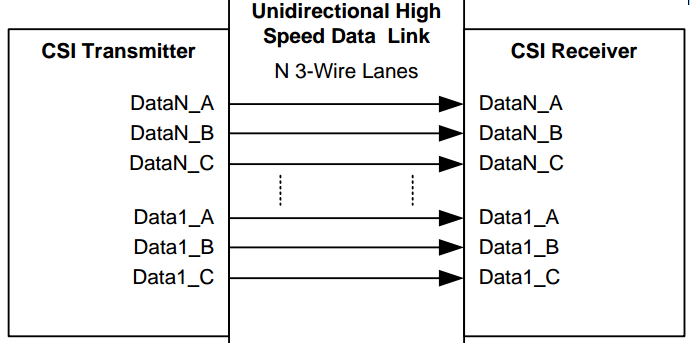 Unidirectional High
Speed Data Link
N 3-Wire Lanes
CSI Transmitter
CSI Receiver
DataN_A
DataN_A
DataN_B
DataN_B
DataN_C
DataN_C
Data1_A
Data1_A
Data1_B
Data1_B
Data1_C
Data1_C